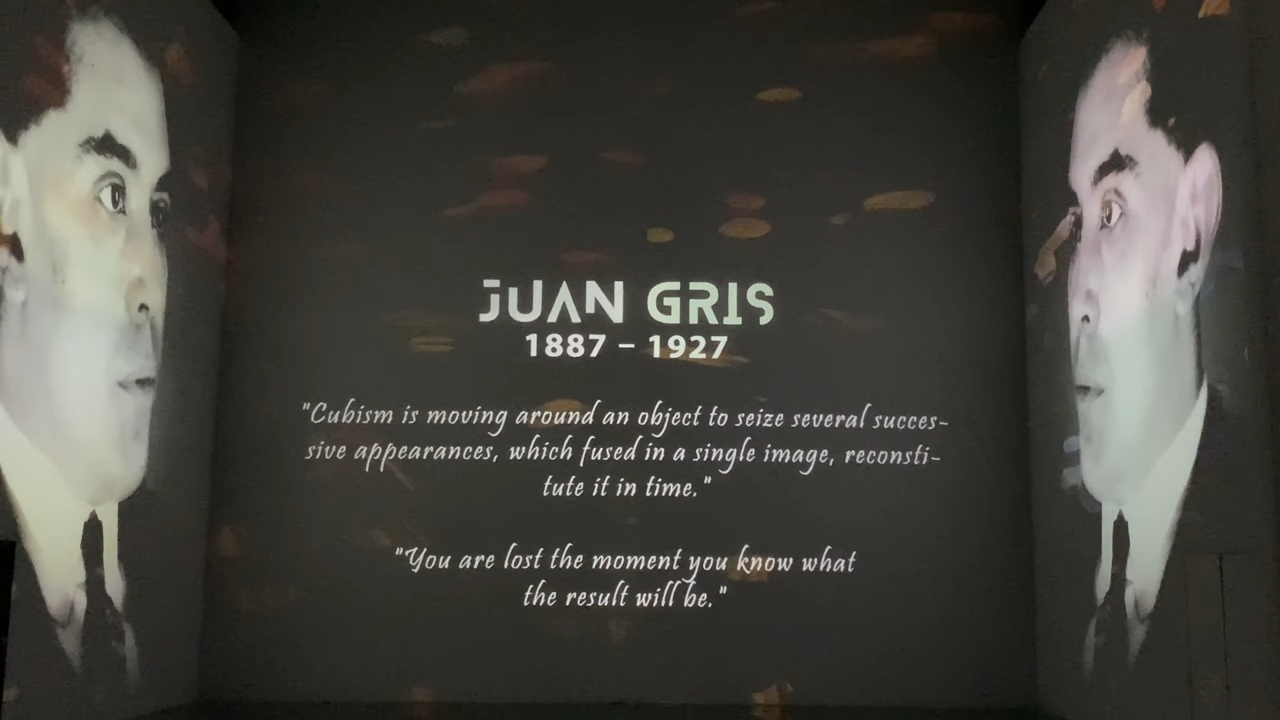 JUAN GRIS
1887 – 1927
"Cubism is moving around an object to seize several succes-
sive appearances, which fused in a single image, reconsti-
tute it in time."
"You are lost the moment you know what
the result will be."